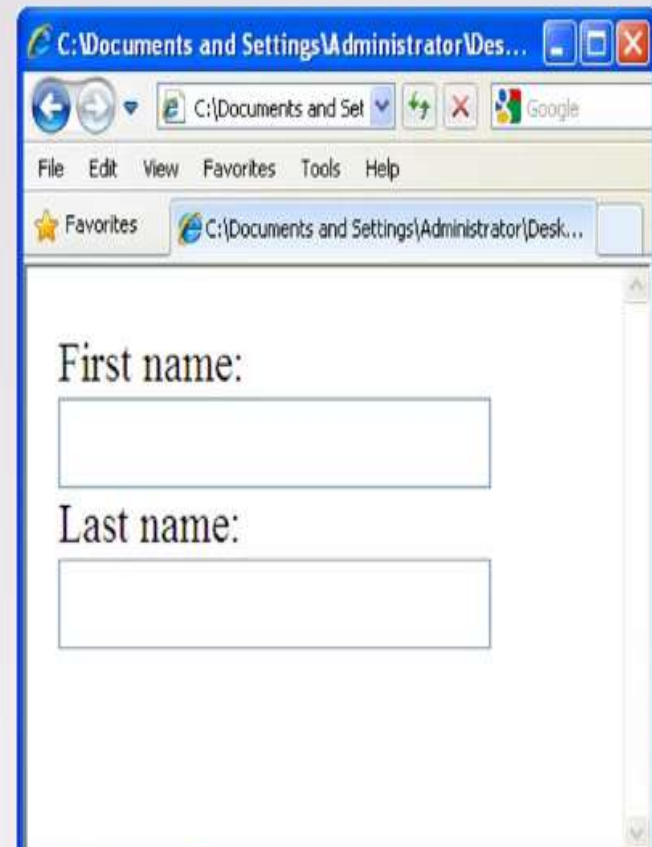 C:\Documents and Settings\Administrator\Des...
C:\Documents and Set Google
File Edit View Favorites Tools Help
Favorites C:\Documents and Settings\Administrator\Desk...
First name:
Last name: